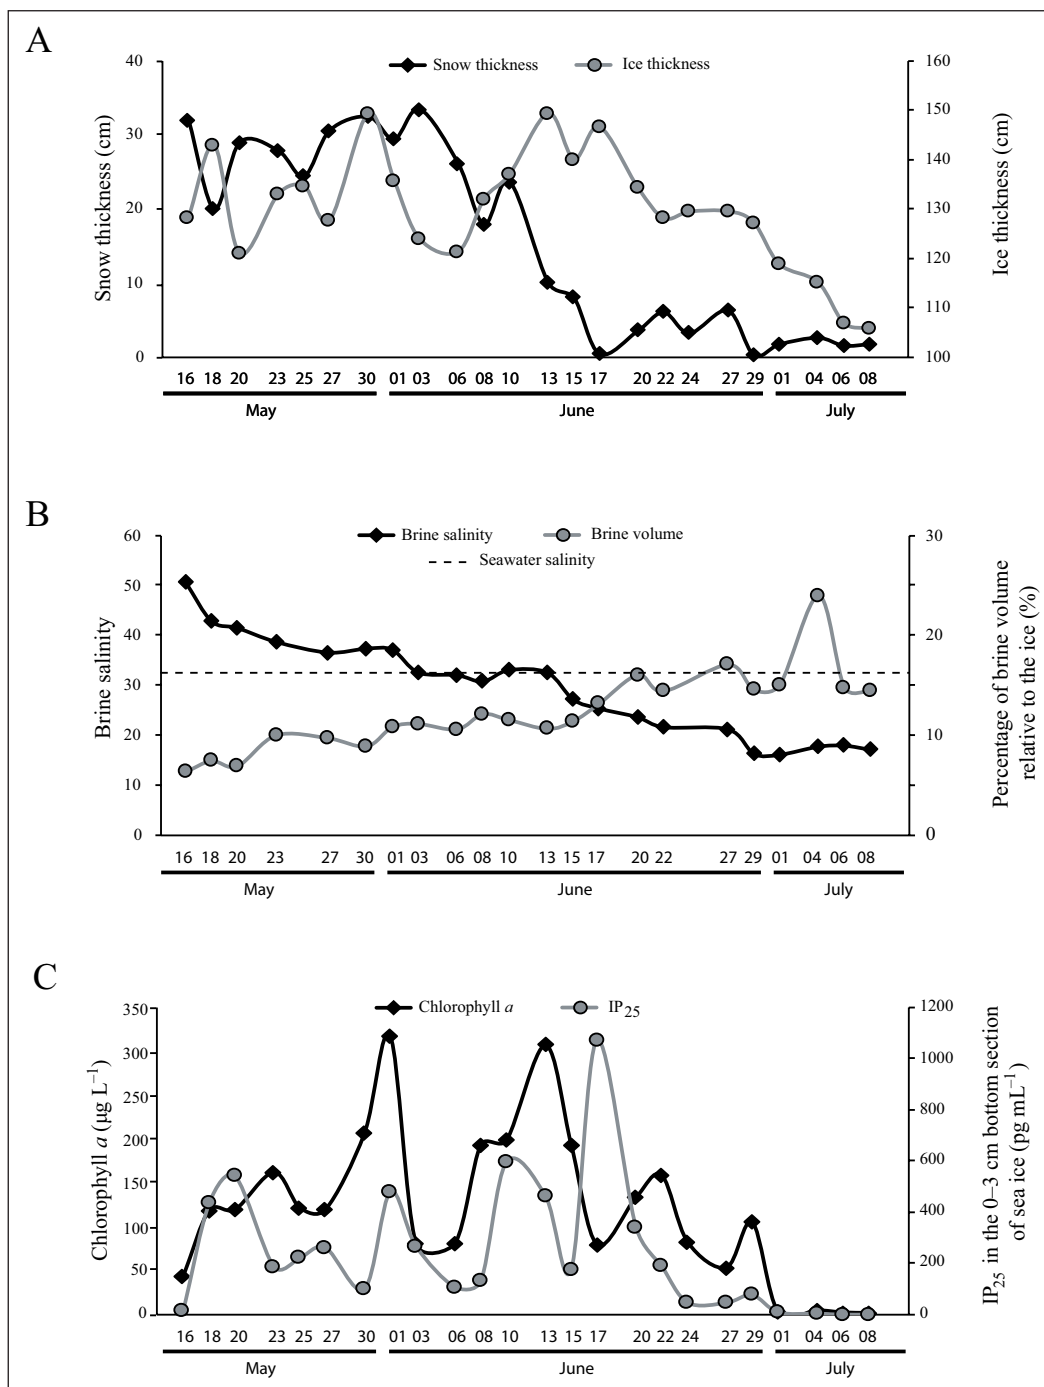 A
Snow thickness Ice thickness
40
30
20
10
0
Snow thickness (cm)
160
150
140
130
120
110
100
Ice thickness (cm)
16 18 20 23 25 27 30 01 03 06 08 10 13 15 17 20 22 24 27 29 01 04 06 08
May June July
B
Brine salinity Brine volume
Seawater salinity
60
50
40
30
20
10
0
Brine salinity
30
20
10
0
Percentage of brine volume
relative to the ice (%)
16 18 20 23 27 30 01 03 06 08 10 13 15 17 20 22 27 29 01 04 06 08
May June July
C
Chlorophyll a IP25
350
300
250
200
150
100
50
0
Chlorophyll a (µg L−1)
1200
1000
800
600
400
200
0
IP25 in the 0–3 cm bottom section
of sea ice (pg mL−1)
16 18 20 23 25 27 30 01 03 06 08 10 13 15 17 20 22 24 27 29 01 04 06 08
May June July